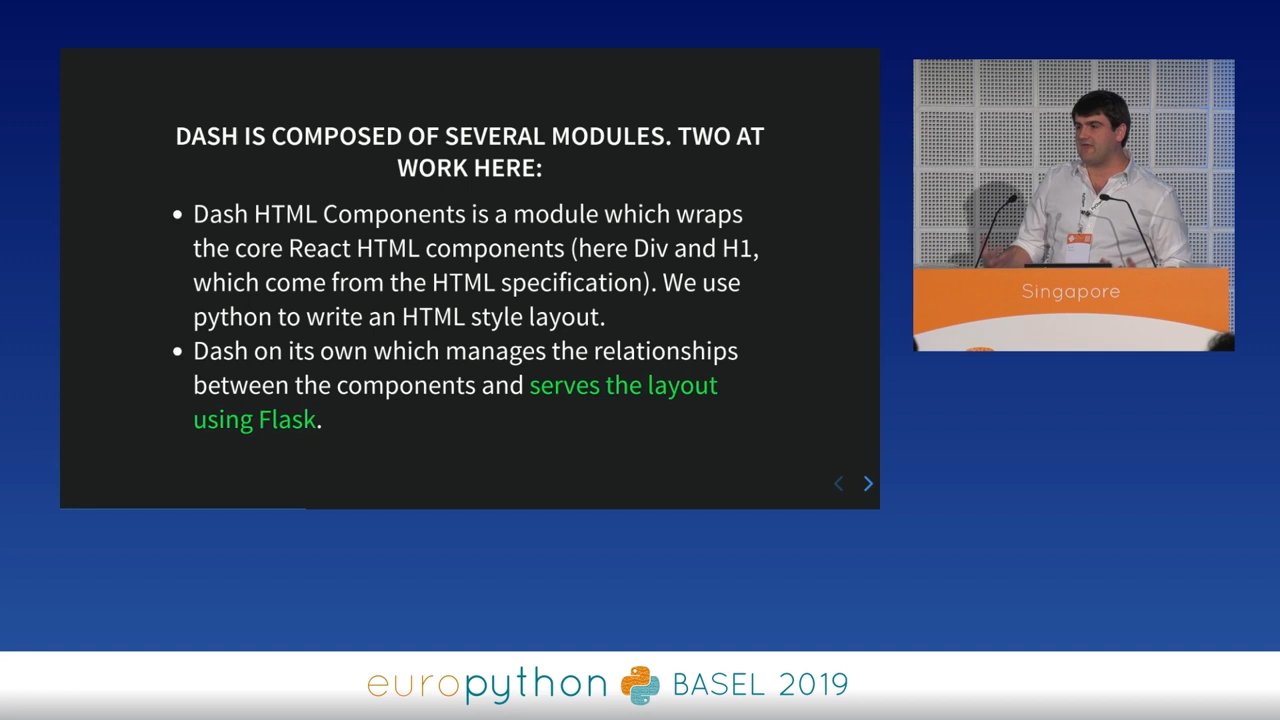 DASH IS COMPOSED OF SEVERAL MODULES. TWO AT
WORK HERE:
• Dash HTML Components is a module which wraps
the core React HTML components (here Div and H1,
which come from the HTML specification). We use
python to write an HTML style layout.
• Dash on its own which manages the relationships
between the components and serves the layout
using Flask.
Singapore
europython BASEL 2019